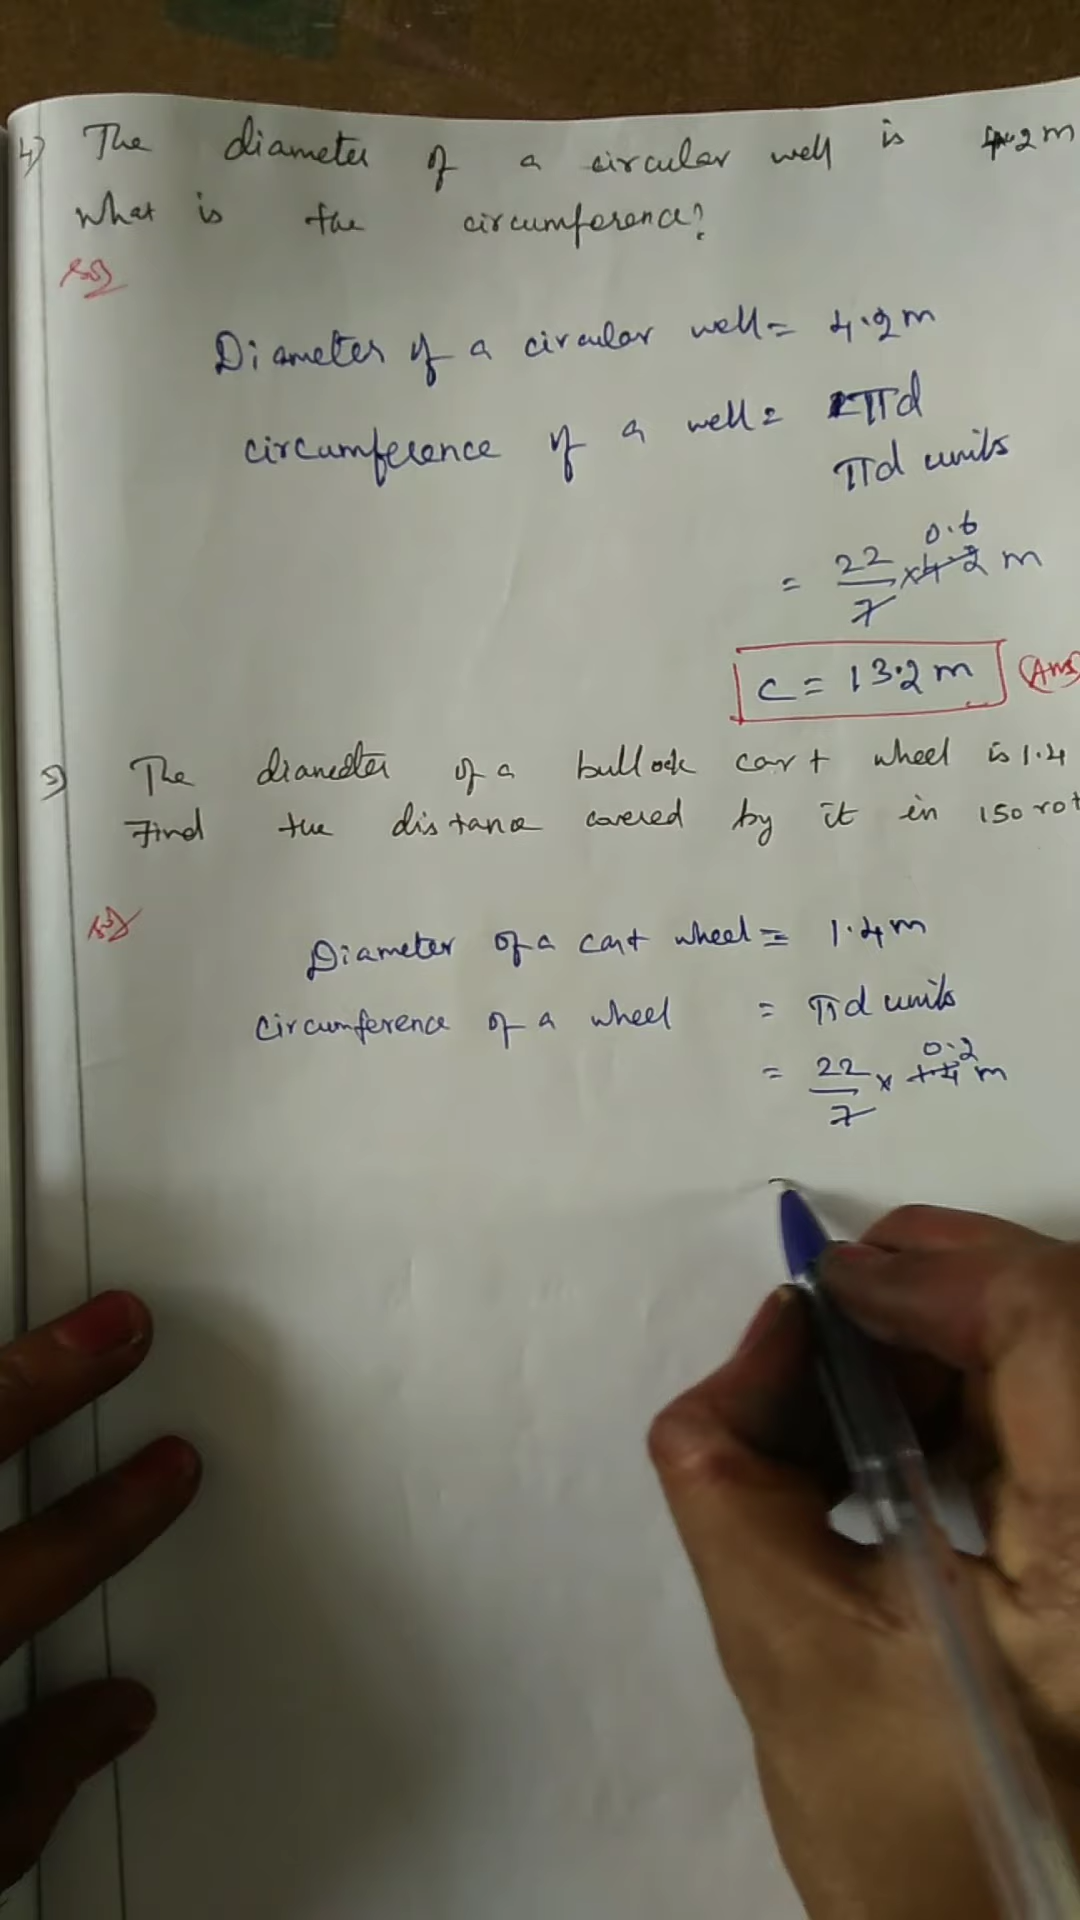 4) The diameter of a circular well is 4.2m
What is the circumference?
Sol
Diameter of a circular well = 4.2m
circumference of a well = πd
πd units
0.6
= 22/7 × 4.2 m
C = 13.2 m Ans
5) The diamedter of a bullock cart wheel is 1.4
Find the distance covered by it in 150 rot
Sol
Diameter of a cart wheel = 1.4m
circumference of a wheel = πd units
0.2
= 22/7 × 1.4 m